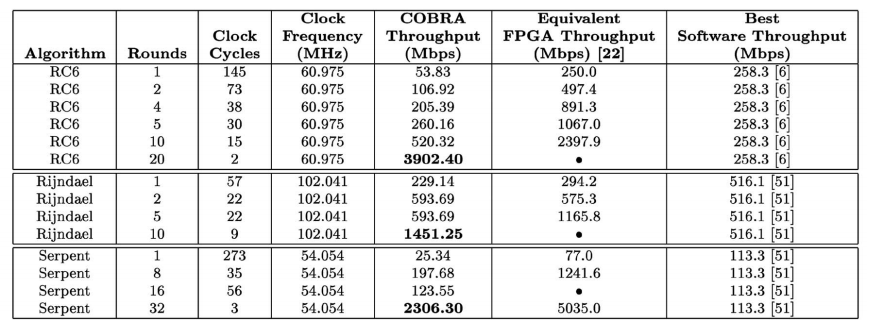 Algorithm Rounds Clock Cycles Clock Frequency (MHz) COBRA Throughput (Mbps) Equivalent FPGA Throughput (Mbps) [22] Best Software Throughput (Mbps)
RC6 1 145 60.975 53.83 250.0 258.3 [6]
RC6 2 73 60.975 106.92 497.4 258.3 [6]
RC6 4 38 60.975 205.39 891.3 258.3 [6]
RC6 5 30 60.975 260.16 1067.0 258.3 [6]
RC6 10 15 60.975 520.32 2397.9 258.3 [6]
RC6 20 2 60.975 3902.40 • 258.3 [6]
Rijndael 1 57 102.041 229.14 294.2 516.1 [51]
Rijndael 2 22 102.041 593.69 575.3 516.1 [51]
Rijndael 5 22 102.041 593.69 1165.8 516.1 [51]
Rijndael 10 9 102.041 1451.25 • 516.1 [51]
Serpent 1 273 54.054 25.34 77.0 113.3 [51]
Serpent 8 35 54.054 197.68 1241.6 113.3 [51]
Serpent 16 56 54.054 123.55 • 113.3 [51]
Serpent 32 3 54.054 2306.30 5035.0 113.3 [51]